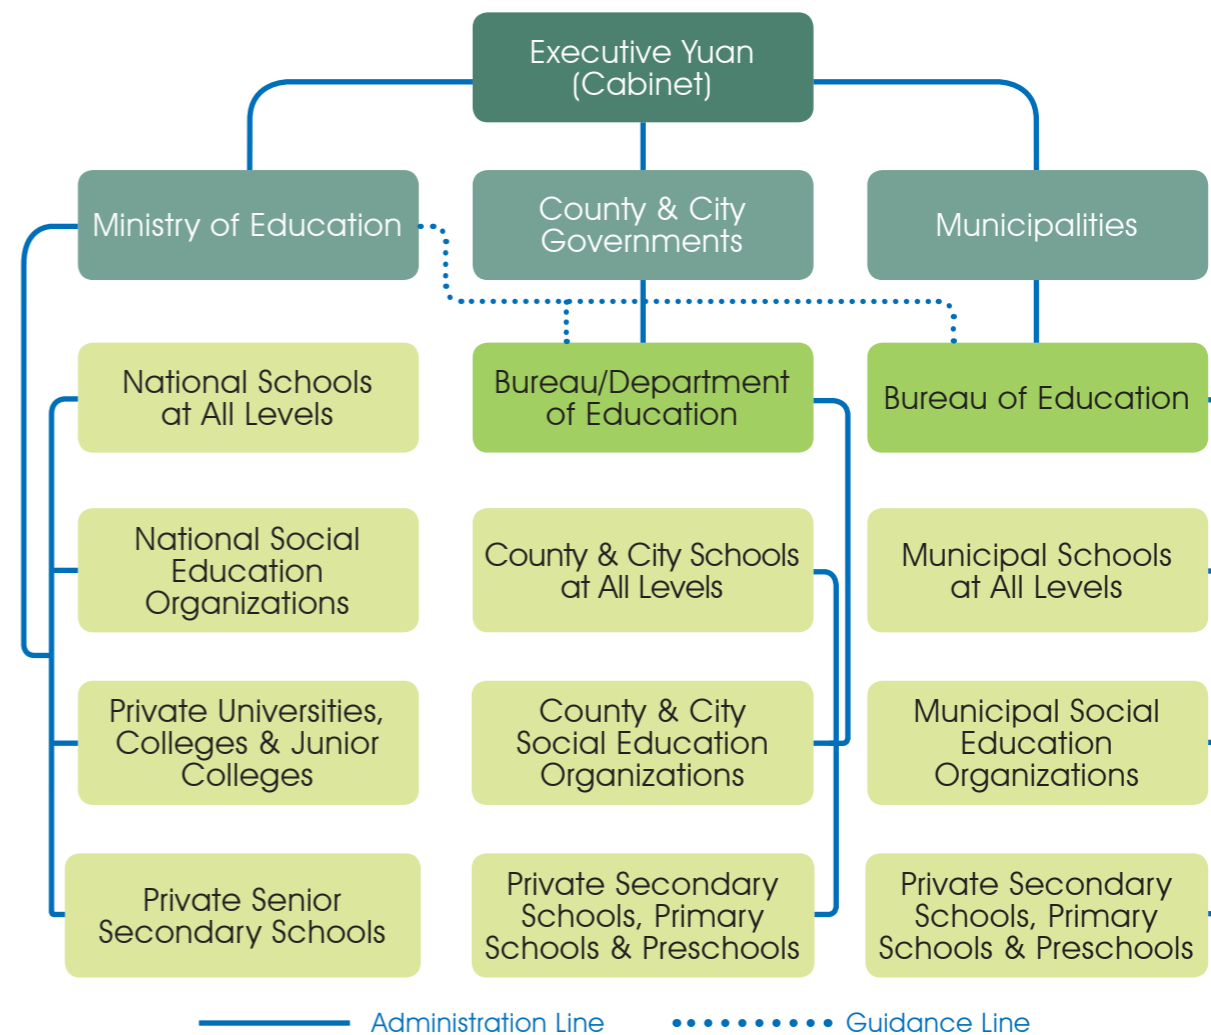 Executive Yuan
(Cabinet)
Ministry of Education
County & City
Governments
Municipalities
National Schools
at All Levels
Bureau/Department
of Education
Bureau of Education
National Social
Education
Organizations
County & City Schools
at All Levels
Municipal Schools
at All Levels
Private Universities,
Colleges & Junior
Colleges
County & City
Social Education
Organizations
Municipal Social
Education
Organizations
Private Senior
Secondary Schools
Private Secondary
Schools, Primary
Schools & Preschools
Private Secondary
Schools, Primary
Schools & Preschools
Administration Line
Guidance Line